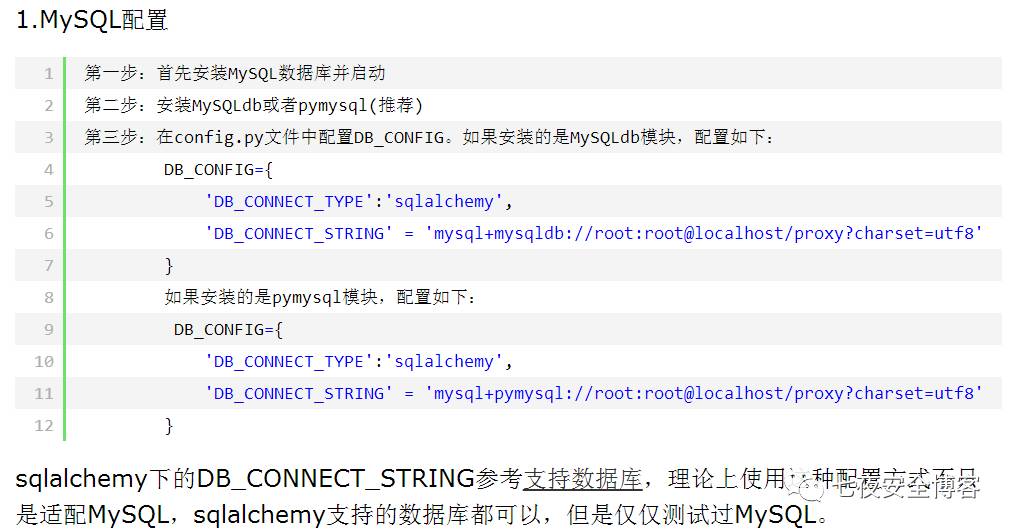 1.MySQL配置
1 第一步：首先安装MySQL数据库并启动
2 第二步：安装MySQLdb或者pymysql(推荐)
3 第三步：在config.py文件中配置DB_CONFIG。如果安装的是MySQLdb模块，配置如下：
4 DB_CONFIG={
5 'DB_CONNECT_TYPE':'sqlalchemy',
6 'DB_CONNECT_STRING' = 'mysql+mysqldb://root:root@localhost/proxy?charset=utf8'
7 }
8 如果安装的是pymysql模块，配置如下：
9 DB_CONFIG={
10 'DB_CONNECT_TYPE':'sqlalchemy',
11 'DB_CONNECT_STRING' = 'mysql+pymysql://root:root@localhost/proxy?charset=utf8'
12 }
sqlalchemy下的DB_CONNECT_STRING参考支持数据库，理论上使用这种配置方式不只
是适配MySQL，sqlalchemy支持的数据库都可以，但是仅仅测试过MySQL。
七夜安全博客